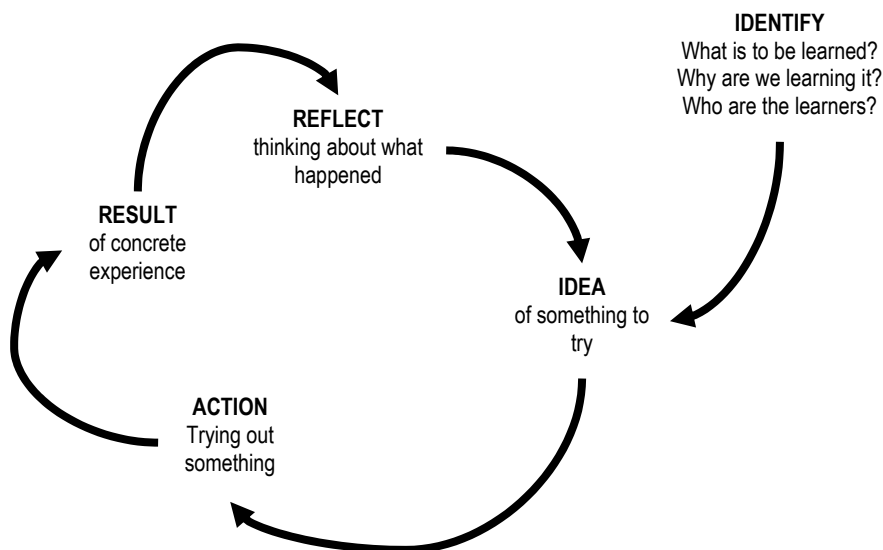 IDENTIFY
What is to be learned?
Why are we learning it?
Who are the learners?
REFLECT
thinking about what
happened
RESULT
of concrete
experience
IDEA
of something to
try
ACTION
Trying out
something